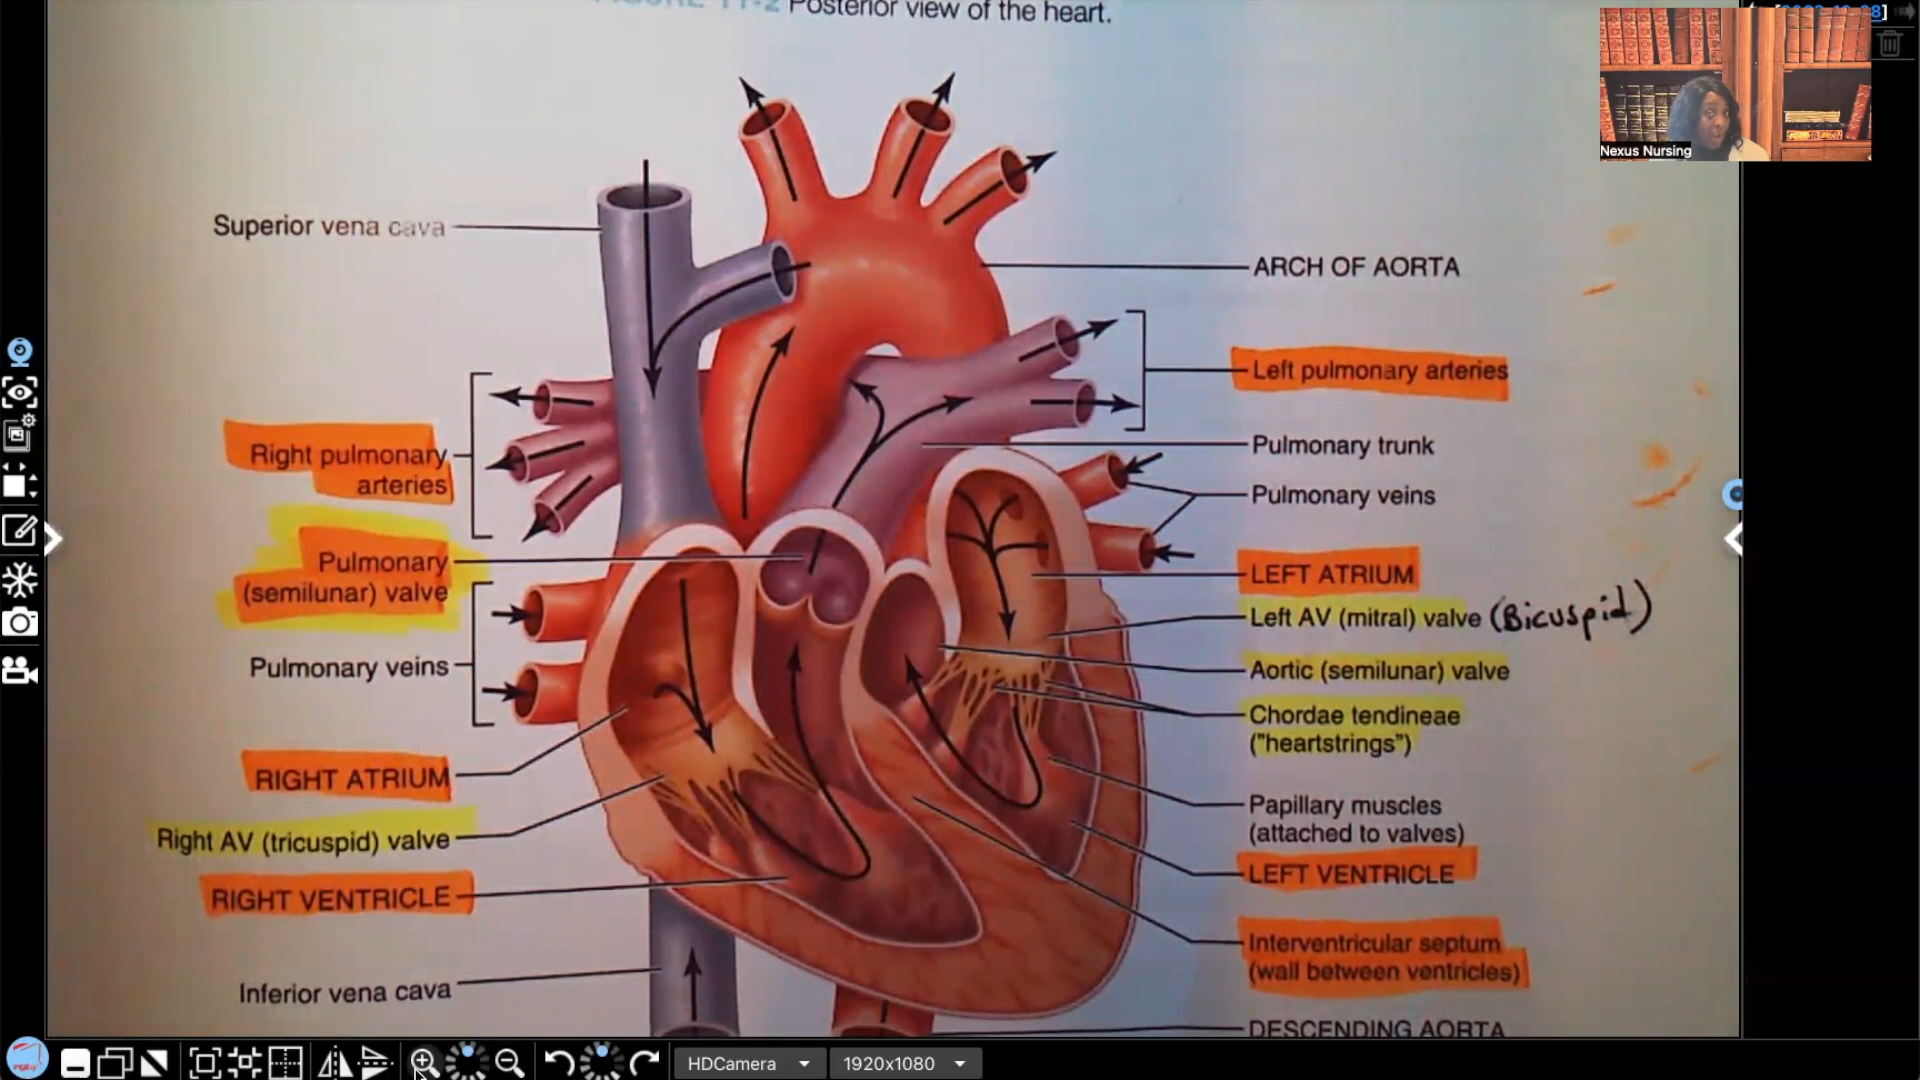 FIGURE 11-2 Posterior view of the heart.
Nexus Nursing
Superior vena cava
ARCH OF AORTA
Left pulmonary arteries
Right pulmonary
arteries
Pulmonary trunk
Pulmonary veins
Pulmonary
(semilunar) valve
LEFT ATRIUM
Left AV (mitral) valve (Bicuspid)
Pulmonary veins
Aortic (semilunar) valve
Chordae tendineae
("heartstrings")
RIGHT ATRIUM
Papillary muscles
(attached to valves)
Right AV (tricuspid) valve
LEFT VENTRICLE
RIGHT VENTRICLE
Interventricular septum
(wall between ventricles)
Inferior vena cava
DESCENDING AORTA
HDCamera
1920x1080